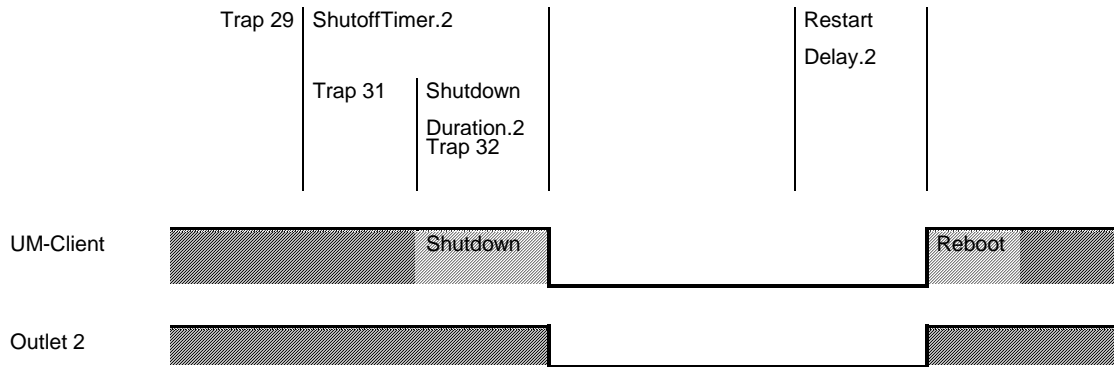 Trap 29 ShutoffTimer.2 Restart
Delay.2
Trap 31 Shutdown
Duration.2
Trap 32
UM-Client Shutdown Reboot
Outlet 2